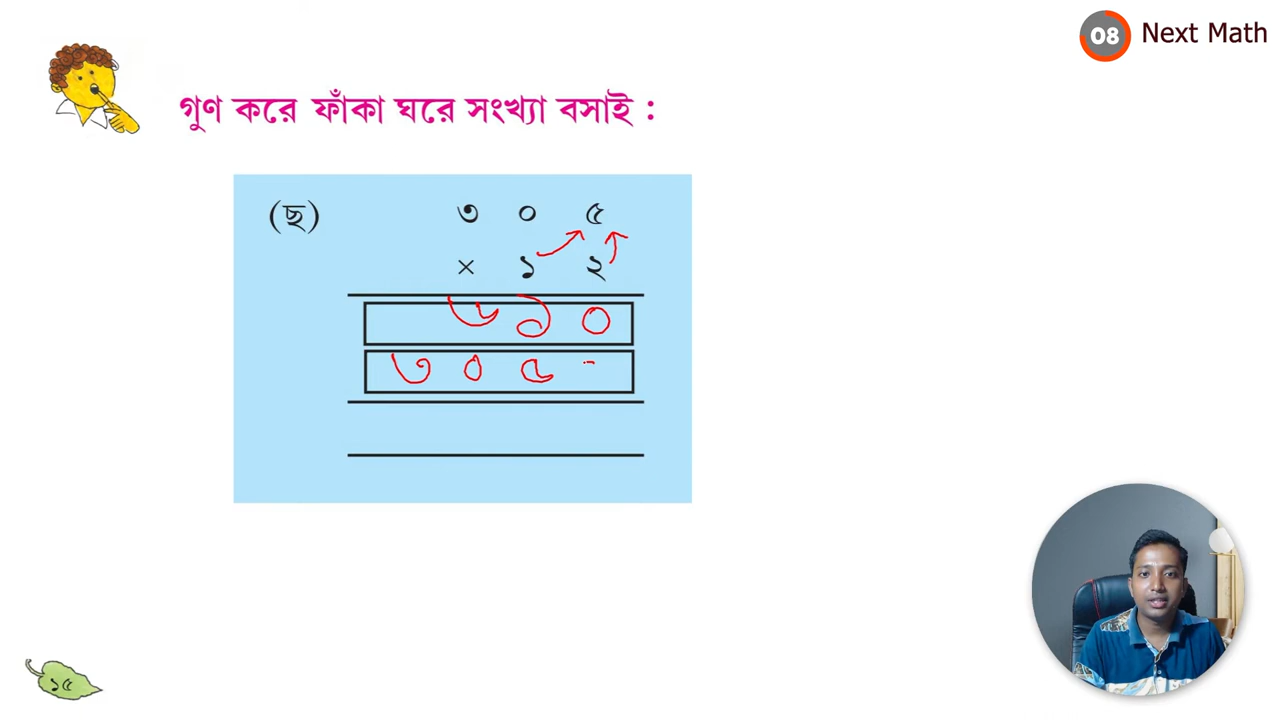 08 Next Math
গুণ করে ফাঁকা ঘরে সংখ্যা বসাই :
(ছ) ৩ ০ ৫
× ১ ২
৬ ১ ০
৩ ০ ৫ -
১৫